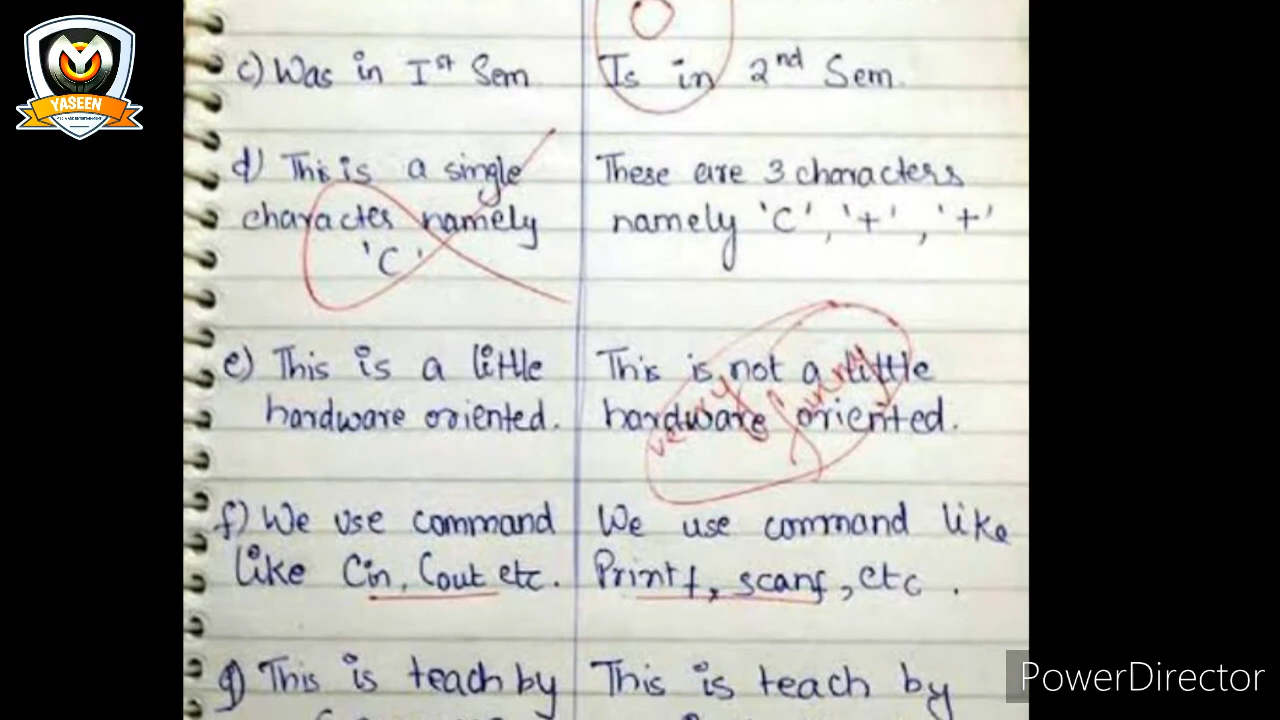 YASEEN
c) Was in Ist Sem
Is in 2nd Sem.
d) This is a single
character namely
'C'
These are 3 characters
namely 'C', '+', '+'
e) This is a little
hardware oriented.
This is not a little
hardware oriented.
very funny
f) We use command
like Cin, Cout etc.
We use command like
Printf, scanf, etc.
g) This is teach by
This is teach by
PowerDirector